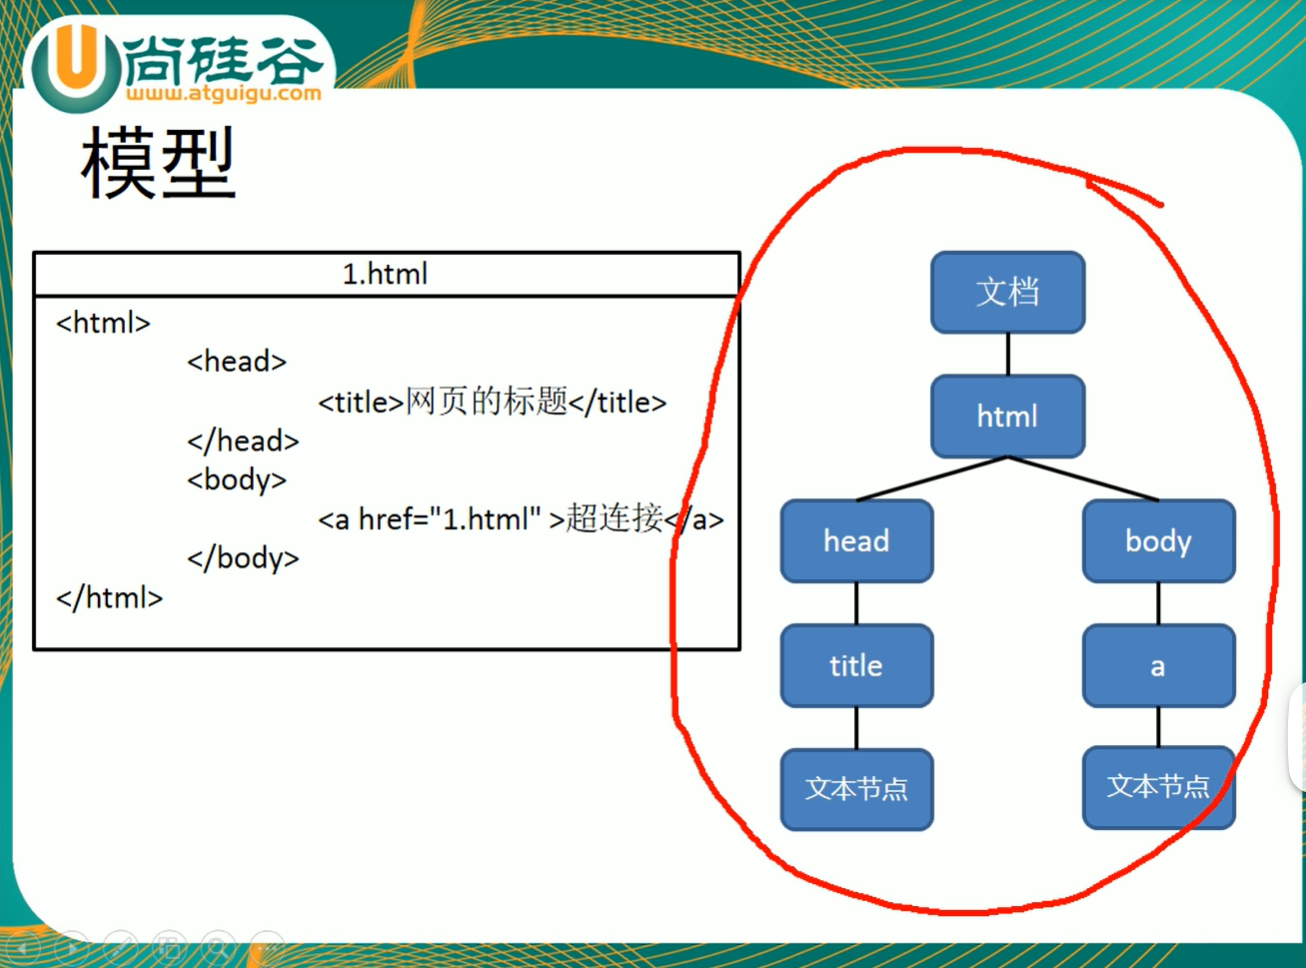 尚硅谷
www.atguigu.com
模型
1.html
<html>
<head>
<title>网页的标题</title>
</head>
<body>
<a href="1.html" >超连接</a>
</body>
</html>
文档
html
head
body
title
a
文本节点
文本节点